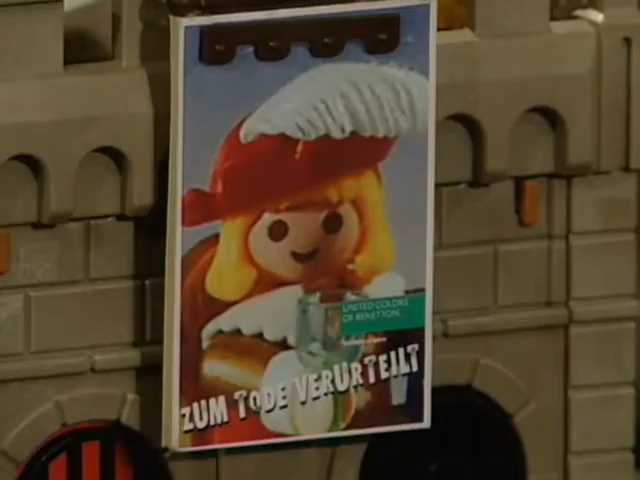 UNITED COLORS
OF BENETTON.
ZUM TODE VERURTEILT